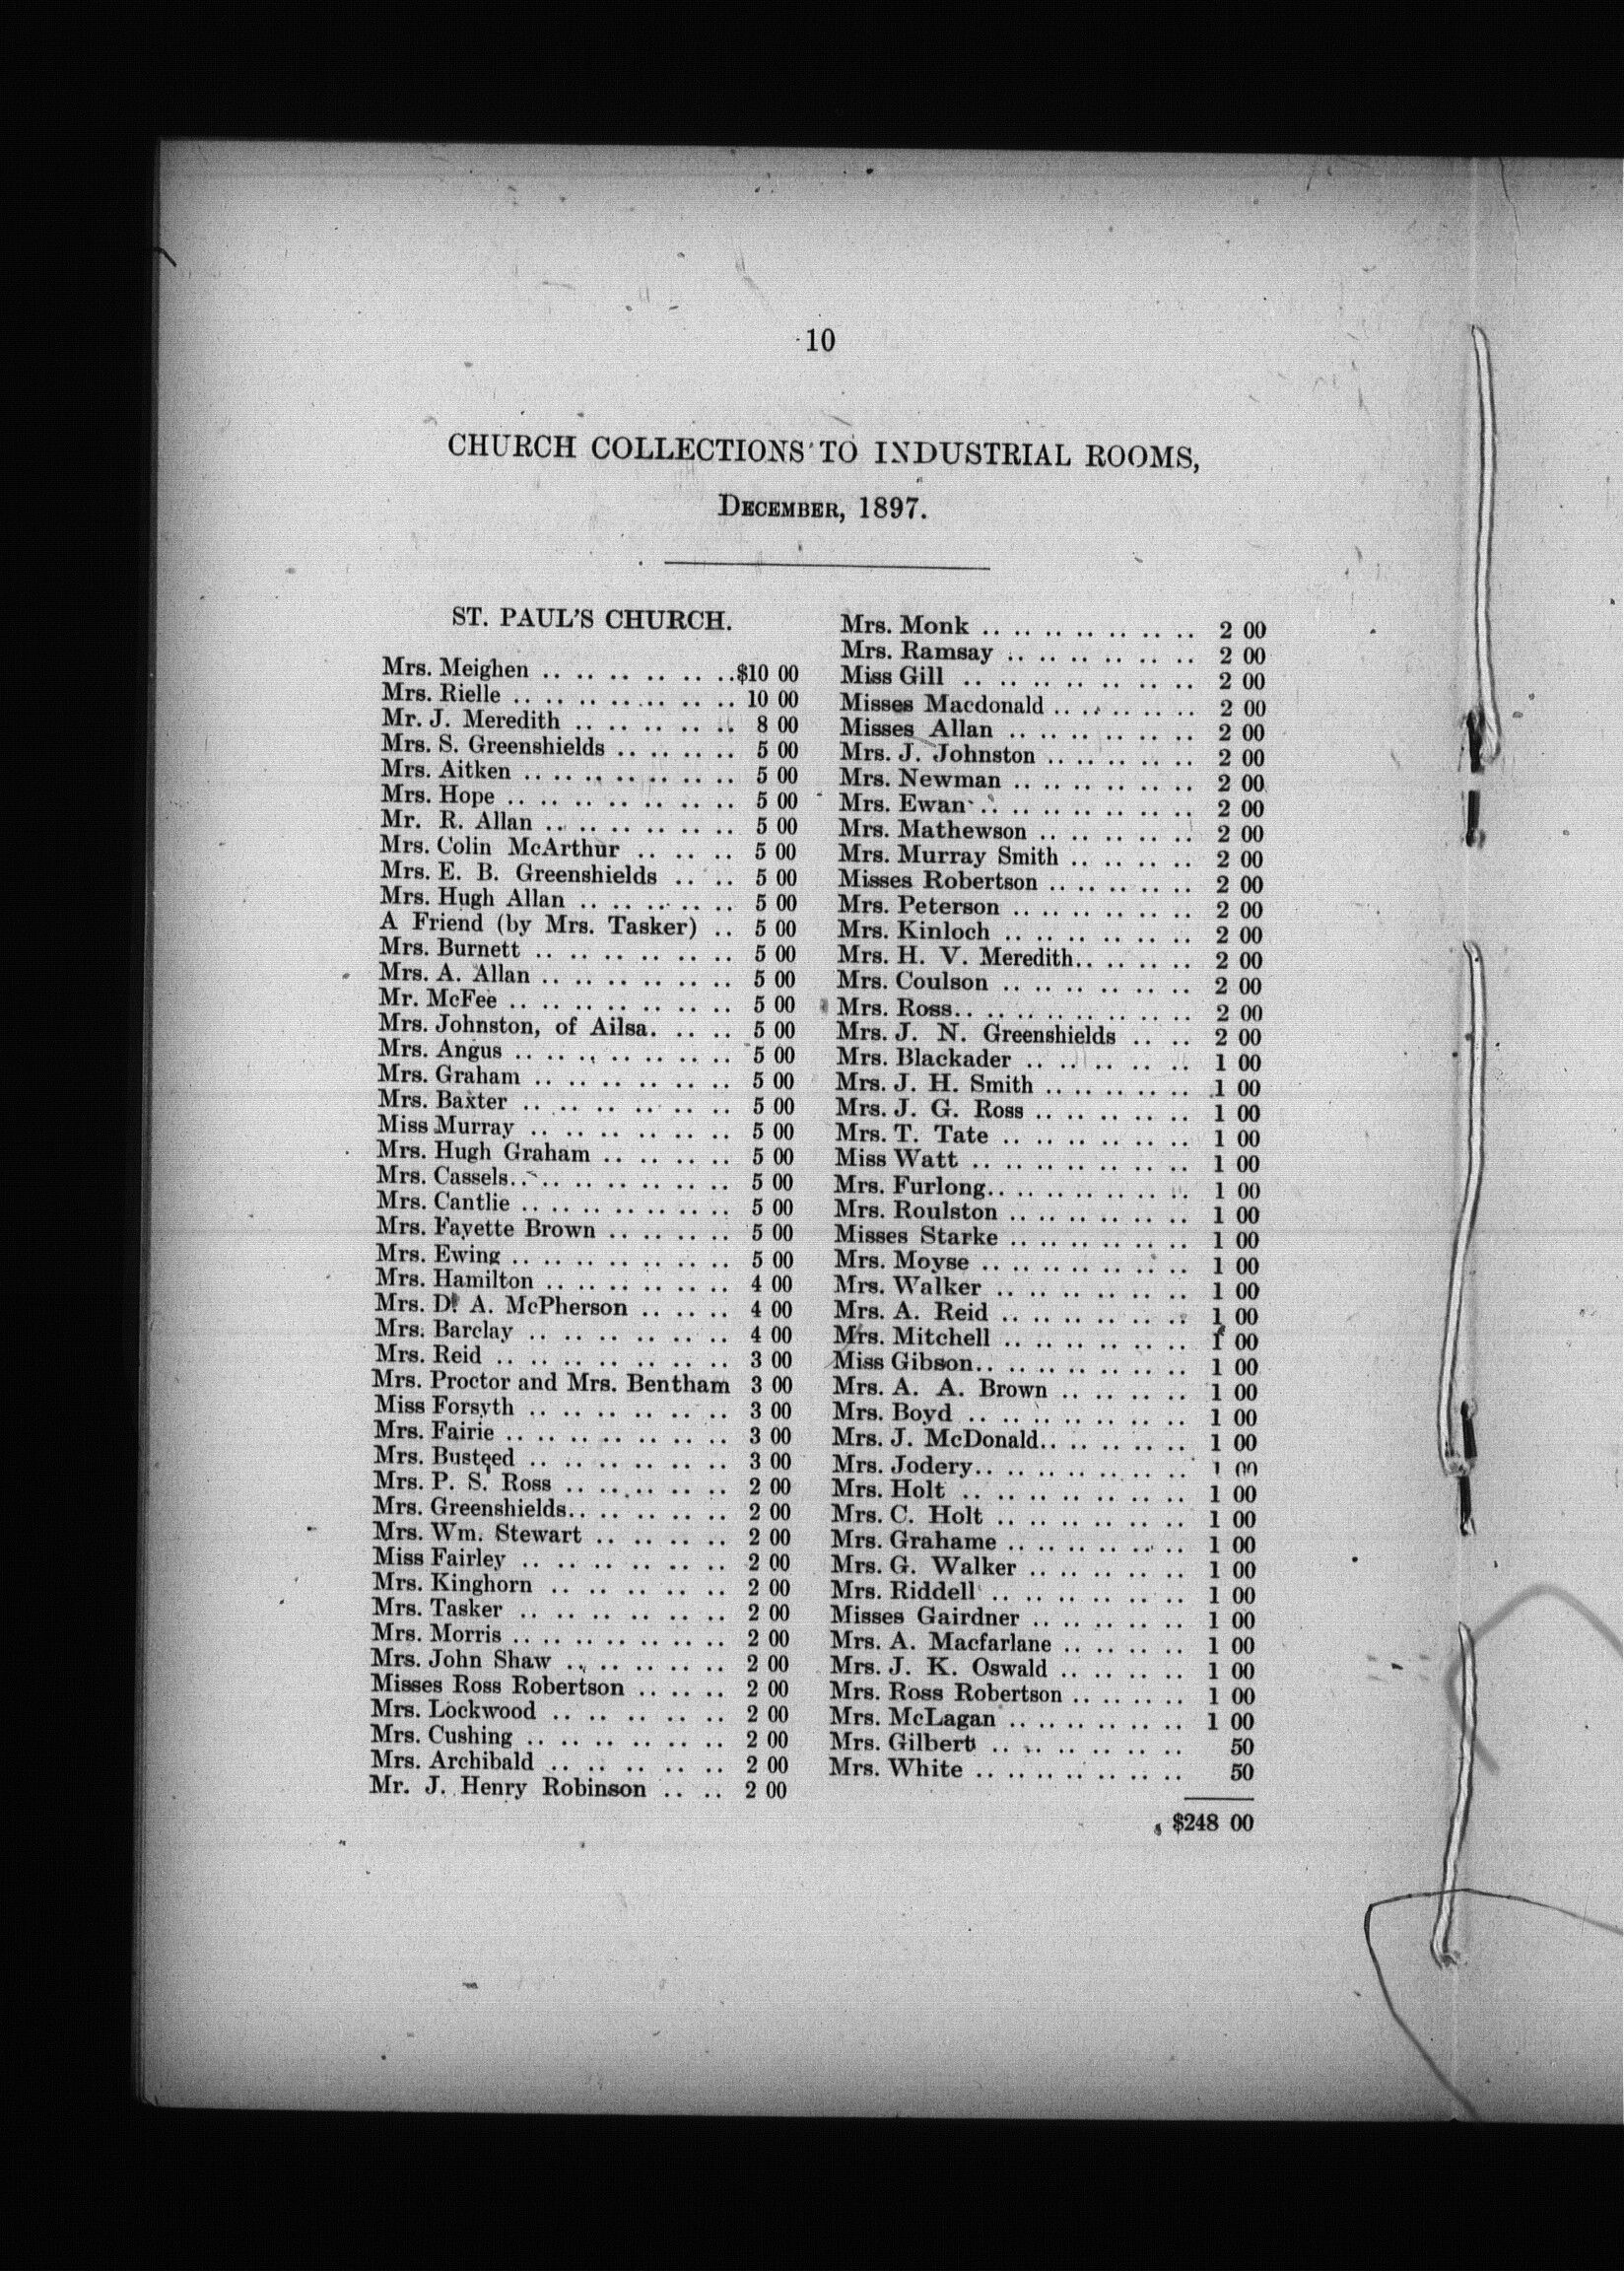 10
CHURCH COLLECTIONS TO INDUSTRIAL ROOMS,
DECEMBER, 1897.
ST. PAUL'S CHURCH.
Mrs. Meighen .. .. .. .. .. .. ..$10 00
Mrs. Rielle .. .. .. .. .. .. .. 10 00
Mr. J. Meredith .. .. .. .. .. 8 00
Mrs. S. Greenshields .. .. .. .. 5 00
Mrs. Aitken .. .. .. .. .. .. .. 5 00
Mrs. Hope .. .. .. .. .. .. .. 5 00
Mr. R. Allan .. .. .. .. .. .. 5 00
Mrs. Colin McArthur .. .. .. 5 00
Mrs. E. B. Greenshields .. .. 5 00
Mrs. Hugh Allan .. .. .. .. .. 5 00
A Friend (by Mrs. Tasker) .. 5 00
Mrs. Burnett .. .. .. .. .. .. 5 00
Mrs. A. Allan .. .. .. .. .. .. 5 00
Mr. McFee .. .. .. .. .. .. .. 5 00
Mrs. Johnston, of Ailsa. .. .. 5 00
Mrs. Angus .. .. .. .. .. .. .. 5 00
Mrs. Graham .. .. .. .. .. .. 5 00
Mrs. Baxter .. .. .. .. .. .. .. 5 00
Miss Murray .. .. .. .. .. .. 5 00
Mrs. Hugh Graham .. .. .. .. 5 00
Mrs. Cassels.. .. .. .. .. .. .. 5 00
Mrs. Cantlie .. .. .. .. .. .. .. 5 00
Mrs. Fayette Brown .. .. .. .. 5 00
Mrs. Ewing .. .. .. .. .. .. .. 5 00
Mrs. Hamilton .. .. .. .. .. .. 4 00
Mrs. D. A. McPherson .. .. .. 4 00
Mrs. Barclay .. .. .. .. .. .. 4 00
Mrs. Reid .. .. .. .. .. .. .. 3 00
Mrs. Proctor and Mrs. Bentham 3 00
Miss Forsyth .. .. .. .. .. .. 3 00
Mrs. Fairie .. .. .. .. .. .. .. 3 00
Mrs. Busteed .. .. .. .. .. .. 3 00
Mrs. P. S. Ross .. .. .. .. .. 2 00
Mrs. Greenshields.. .. .. .. .. 2 00
Mrs. Wm. Stewart .. .. .. .. 2 00
Miss Fairley .. .. .. .. .. .. 2 00
Mrs. Kinghorn .. .. .. .. .. .. 2 00
Mrs. Tasker .. .. .. .. .. .. .. 2 00
Mrs. Morris .. .. .. .. .. .. .. 2 00
Mrs. John Shaw .. .. .. .. .. 2 00
Misses Ross Robertson .. .. .. 2 00
Mrs. Lockwood .. .. .. .. .. .. 2 00
Mrs. Cushing .. .. .. .. .. .. 2 00
Mrs. Archibald .. .. .. .. .. .. 2 00
Mr. J. Henry Robinson .. .. 2 00
Mrs. Monk .. .. .. .. .. .. .. 2 00
Mrs. Ramsay .. .. .. .. .. .. 2 00
Miss Gill .. .. .. .. .. .. .. .. 2 00
Misses Macdonald .. .. .. .. .. 2 00
Misses Allan .. .. .. .. .. .. 2 00
Mrs. J. Johnston .. .. .. .. .. 2 00
Mrs. Newman .. .. .. .. .. .. 2 00
Mrs. Ewan .. .. .. .. .. .. .. 2 00
Mrs. Mathewson .. .. .. .. .. 2 00
Mrs. Murray Smith .. .. .. .. 2 00
Misses Robertson .. .. .. .. .. 2 00
Mrs. Peterson .. .. .. .. .. .. 2 00
Mrs. Kinloch .. .. .. .. .. .. 2 00
Mrs. H. V. Meredith.. .. .. .. 2 00
Mrs. Coulson .. .. .. .. .. .. 2 00
Mrs. Ross.. .. .. .. .. .. .. .. 2 00
Mrs. J. N. Greenshields .. .. 2 00
Mrs. Blackader .. .. .. .. .. .. 1 00
Mrs. J. H. Smith .. .. .. .. .. 1 00
Mrs. J. G. Ross .. .. .. .. .. 1 00
Mrs. T. Tate .. .. .. .. .. .. 1 00
Miss Watt .. .. .. .. .. .. .. 1 00
Mrs. Furlong.. .. .. .. .. .. .. 1 00
Mrs. Roulston .. .. .. .. .. .. 1 00
Misses Starke .. .. .. .. .. .. 1 00
Mrs. Moyse .. .. .. .. .. .. .. 1 00
Mrs. Walker .. .. .. .. .. .. 1 00
Mrs. A. Reid .. .. .. .. .. .. 1 00
Mrs. Mitchell .. .. .. .. .. .. 1 00
Miss Gibson.. .. .. .. .. .. .. 1 00
Mrs. A. A. Brown .. .. .. .. 1 00
Mrs. Boyd .. .. .. .. .. .. .. 1 00
Mrs. J. McDonald.. .. .. .. .. 1 00
Mrs. Jodery.. .. .. .. .. .. .. 1 00
Mrs. Holt .. .. .. .. .. .. .. .. 1 00
Mrs. C. Holt .. .. .. .. .. .. 1 00
Mrs. Grahame .. .. .. .. .. .. 1 00
Mrs. G. Walker .. .. .. .. .. 1 00
Mrs. Riddell .. .. .. .. .. .. .. 1 00
Misses Gairdner .. .. .. .. .. 1 00
Mrs. A. Macfarlane .. .. .. .. 1 00
Mrs. J. K. Oswald .. .. .. .. 1 00
Mrs. Ross Robertson .. .. .. .. 1 00
Mrs. McLagan .. .. .. .. .. .. 1 00
Mrs. Gilbert .. .. .. .. .. .. .. 50
Mrs. White .. .. .. .. .. .. .. 50
$248 00